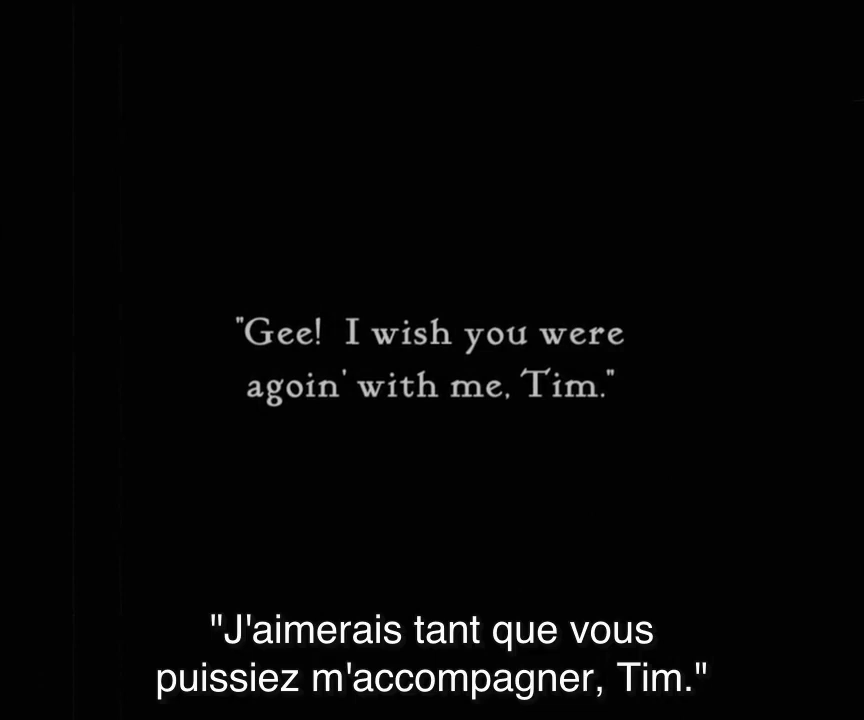 "Gee! I wish you were
agoin' with me, Tim."
"J'aimerais tant que vous
puissiez m'accompagner, Tim."